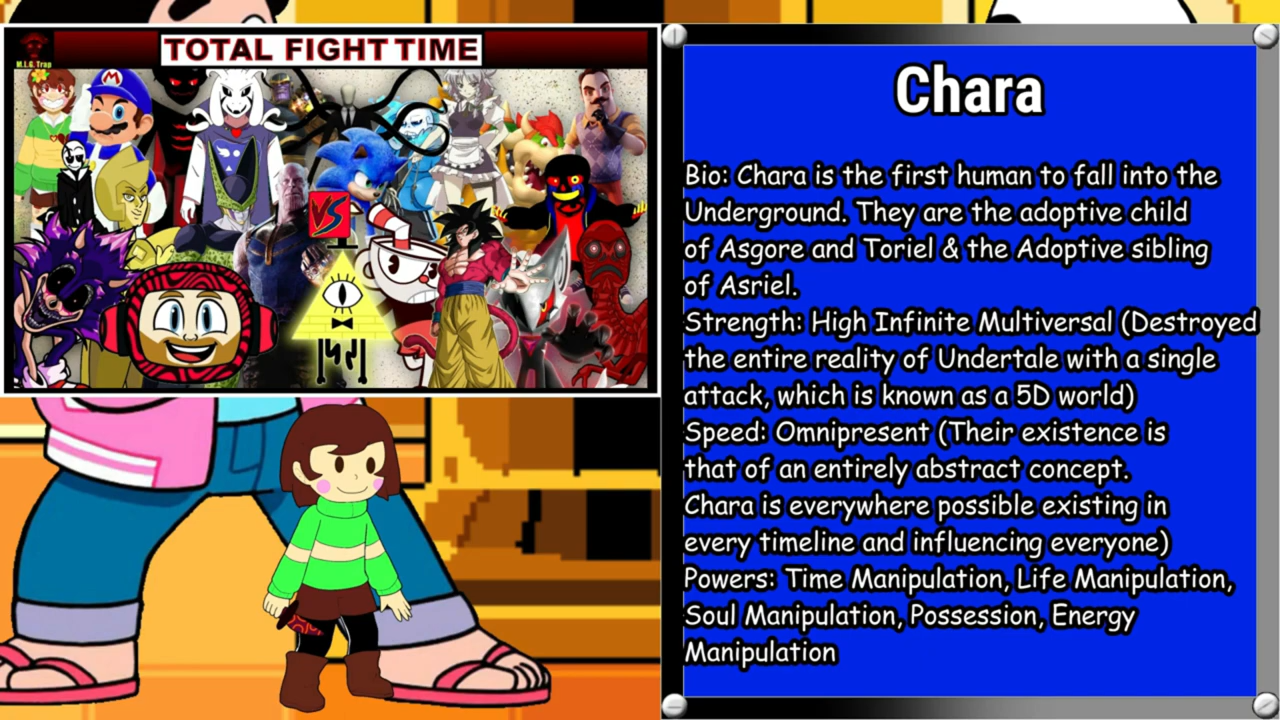 TOTAL FIGHT TIME
M.I.G. Trap
M
VS
Chara
Bio: Chara is the first human to fall into the
Underground. They are the adoptive child
of Asgore and Toriel & the Adoptive sibling
of Asriel.
Strength: High Infinite Multiversal (Destroyed
the entire reality of Undertale with a single
attack, which is known as a 5D world)
Speed: Omnipresent (Their existence is
that of an entirely abstract concept.
Chara is everywhere possible existing in
every timeline and influencing everyone)
Powers: Time Manipulation, Life Manipulation,
Soul Manipulation, Possession, Energy
Manipulation